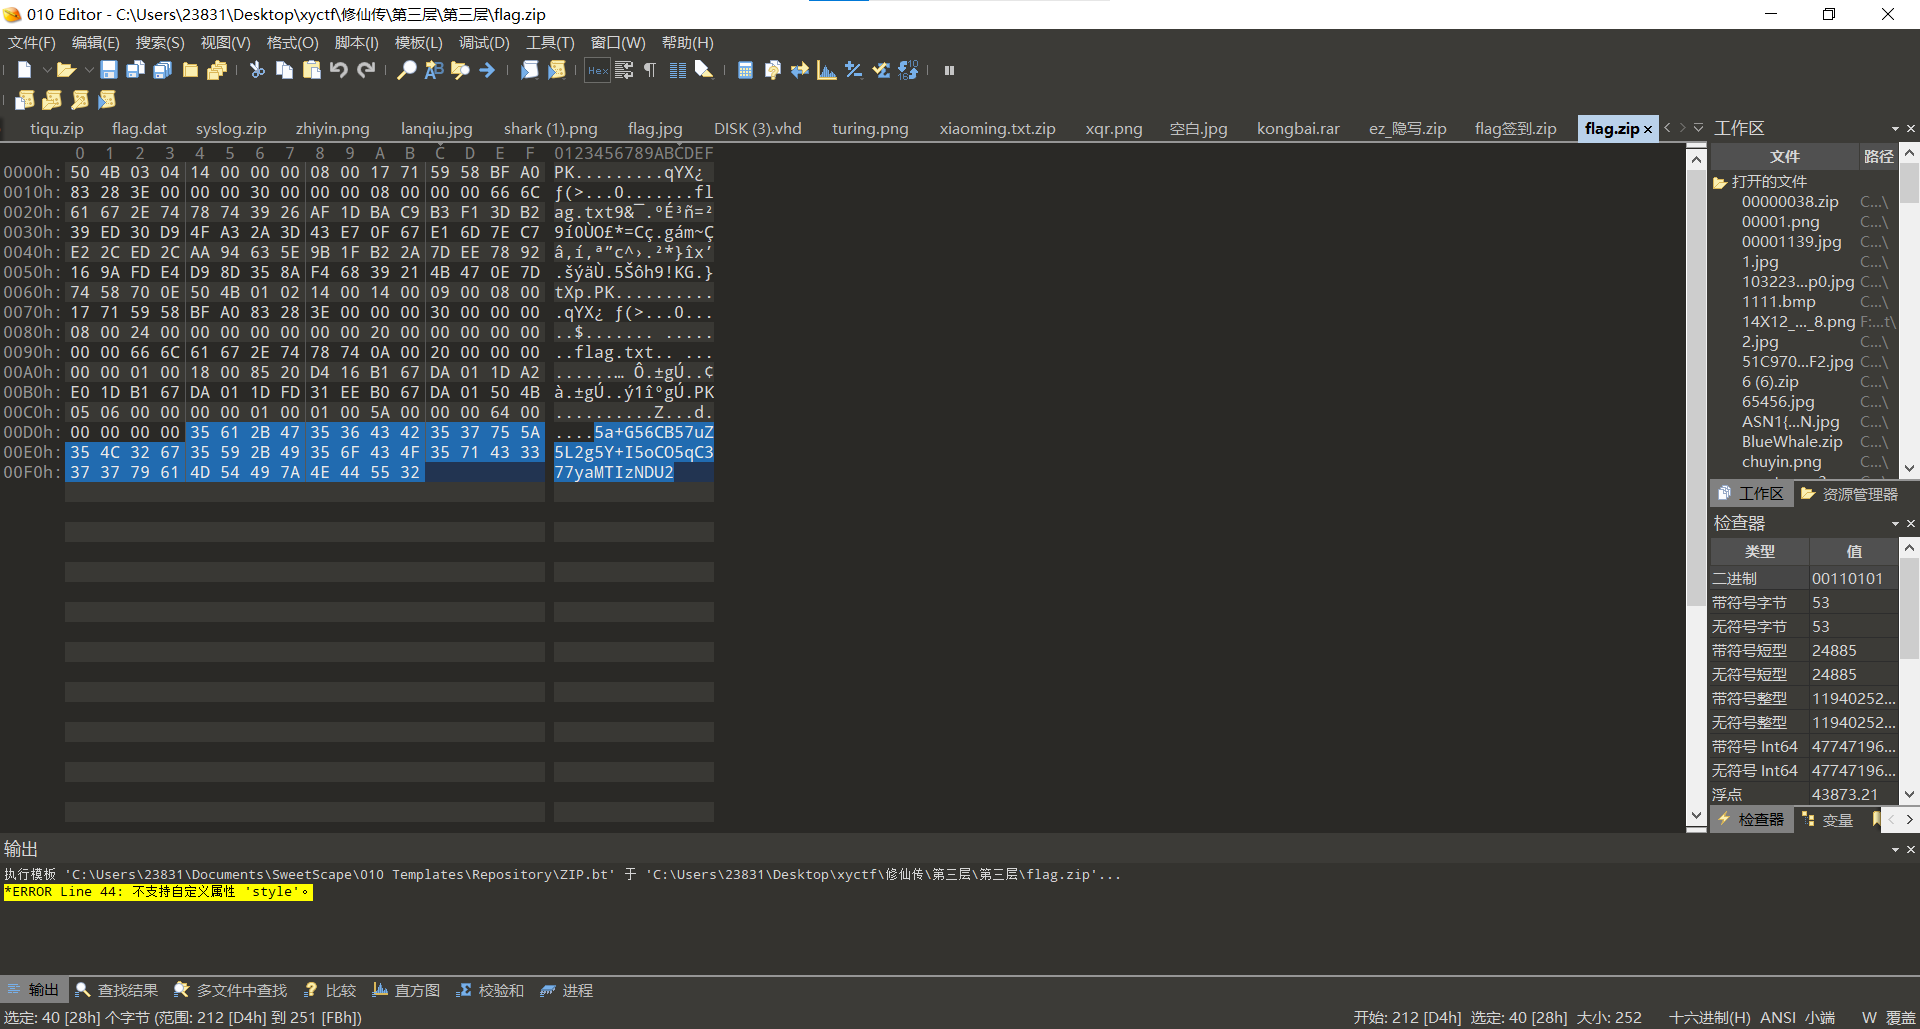 010 Editor - C:\Users\23831\Desktop\xyctf\修仙传\第三层\第三层\flag.zip
文件(F) 编辑(E) 搜索(S) 视图(V) 格式(O) 脚本(I) 模板(L) 调试(D) 工具(T) 窗口(W) 帮助(H)
tiqu.zip flag.dat syslog.zip zhiyin.png lanqiu.jpg shark (1).png flag.jpg DISK (3).vhd turing.png xiaoming.txt.zip xqr.png 空白.jpg kongbai.rar ez_隐写.zip flag签到.zip flag.zip
0 1 2 3 4 5 6 7 8 9 A B C D E F 0123456789ABCDEF
0000h: 50 4B 03 04 14 00 00 00 08 00 17 71 59 58 BF A0 PK.........qYX¿
0010h: 83 28 3E 00 00 00 30 00 00 00 08 00 00 00 66 6C ƒ(>...0.......fl
0020h: 61 67 2E 74 78 74 39 26 AF 1D BA C9 B3 F1 3D B2 ag.txt9&¯.ºÉ³ñ=²
0030h: 39 ED 30 D9 4F A3 2A 3D 43 E7 0F 67 E1 6D 7E C7 9í0ÙO£*=Cç.gám~Ç
0040h: E2 2C ED 2C AA 94 63 5E 9B 1F B2 2A 7D EE 78 92 â,í,ª”c^›.²*}îx’
0050h: 16 9A FD E4 D9 8D 35 8A F4 68 39 21 4B 47 0E 7D .šýäÙ.5Šôh9!KG.}
0060h: 74 58 70 0E 50 4B 01 02 14 00 14 00 09 00 08 00 tXp.PK..........
0070h: 17 71 59 58 BF A0 83 28 3E 00 00 00 30 00 00 00 .qYX¿ ƒ(>...0...
0080h: 08 00 24 00 00 00 00 00 00 00 20 00 00 00 00 00 ..$....... .....
0090h: 00 00 66 6C 61 67 2E 74 78 74 0A 00 20 00 00 00 ..flag.txt.. ...
00A0h: 00 00 01 00 18 00 85 20 D4 16 B1 67 DA 01 1D A2 ......… Ô.±gÚ..¢
00B0h: E0 1D B1 67 DA 01 1D FD 31 EE B0 67 DA 01 50 4B à.±gÚ..ý1î°gÚ.PK
00C0h: 05 06 00 00 00 00 01 00 01 00 5A 00 00 00 64 00 ..........Z...d.
00D0h: 00 00 00 00 35 61 2B 47 35 36 43 42 35 37 75 5A ....5a+G56CB57uZ
00E0h: 35 4C 32 67 35 59 2B 49 35 6F 43 4F 35 71 43 33 5L2g5Y+I5oCO5qC3
00F0h: 37 37 79 61 4D 54 49 7A 4E 44 55 32 77yaMTIzNDU2
工作区
文件 路径
打开的文件
00000038.zip C...\
00001.png C...\
00001139.jpg C...\
1.jpg C...\
103223...p0.jpg C...\
1111.bmp C...\
14X12_..._8.png F:...t\
2.jpg C...\
51C970...F2.jpg C...\
6 (6).zip C...\
65456.jpg C...\
ASN1{...N.jpg C...\
BlueWhale.zip C...\
chuyin.png C...\
工作区 资源管理器
检查器
类型 值
二进制 00110101
带符号字节 53
无符号字节 53
带符号短型 24885
无符号短型 24885
带符号整型 11940252...
无符号整型 11940252...
带符号 Int64 47747196...
无符号 Int64 47747196...
浮点 43873.21
检查器 变量
输出
执行模板 'C:\Users\23831\Documents\SweetScape\010 Templates\Repository\ZIP.bt' 于 'C:\Users\23831\Desktop\xyctf\修仙传\第三层\第三层\flag.zip'...
*ERROR Line 44: 不支持自定义属性 'style'。
输出 查找结果 多文件中查找 比较 直方图 校验和 进程
选定: 40 [28h] 个字节 (范围: 212 [D4h] 到 251 [FBh]) 开始: 212 [D4h] 选定: 40 [28h] 大小: 252 十六进制(H) ANSI 小端 W 覆盖